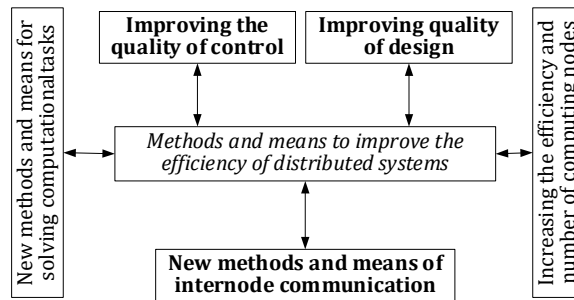 New methods and means for
solving computationaltasks
Improving the
quality of control
Improving quality
of design
Methods and means to improve the
efficiency of distributed systems
New methods and means of
internode communication
Increasing the efficiency and
number of computing nodes